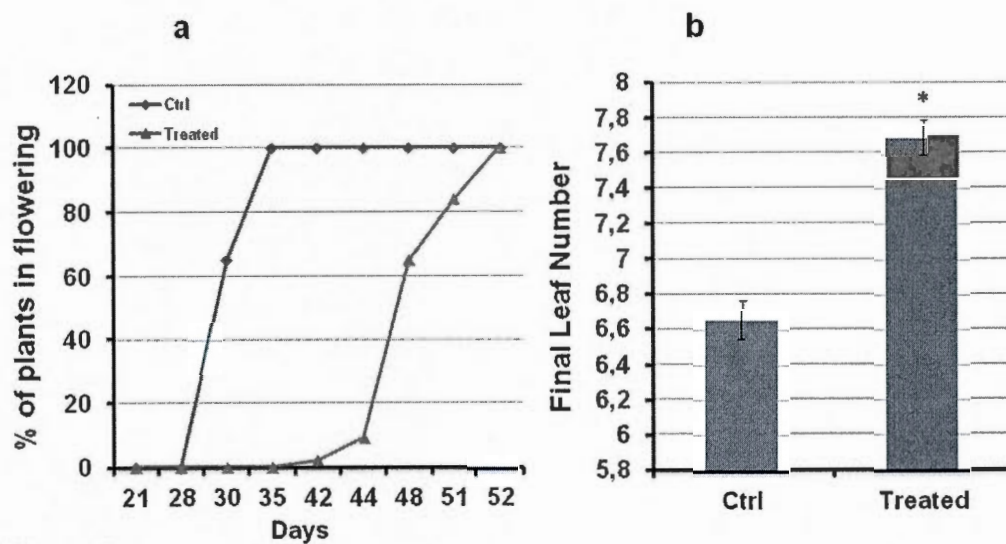 a
120
100
80
60
40
20
0
% of plants in flowering
Ctrl
Treated
21 28 30 35 42 44 48 51 52
Days
b
8
7,8
7,6
7,4
7,2
7
6,8
6,6
6,4
6,2
6
5,8
Final Leaf Number
*
Ctrl Treated